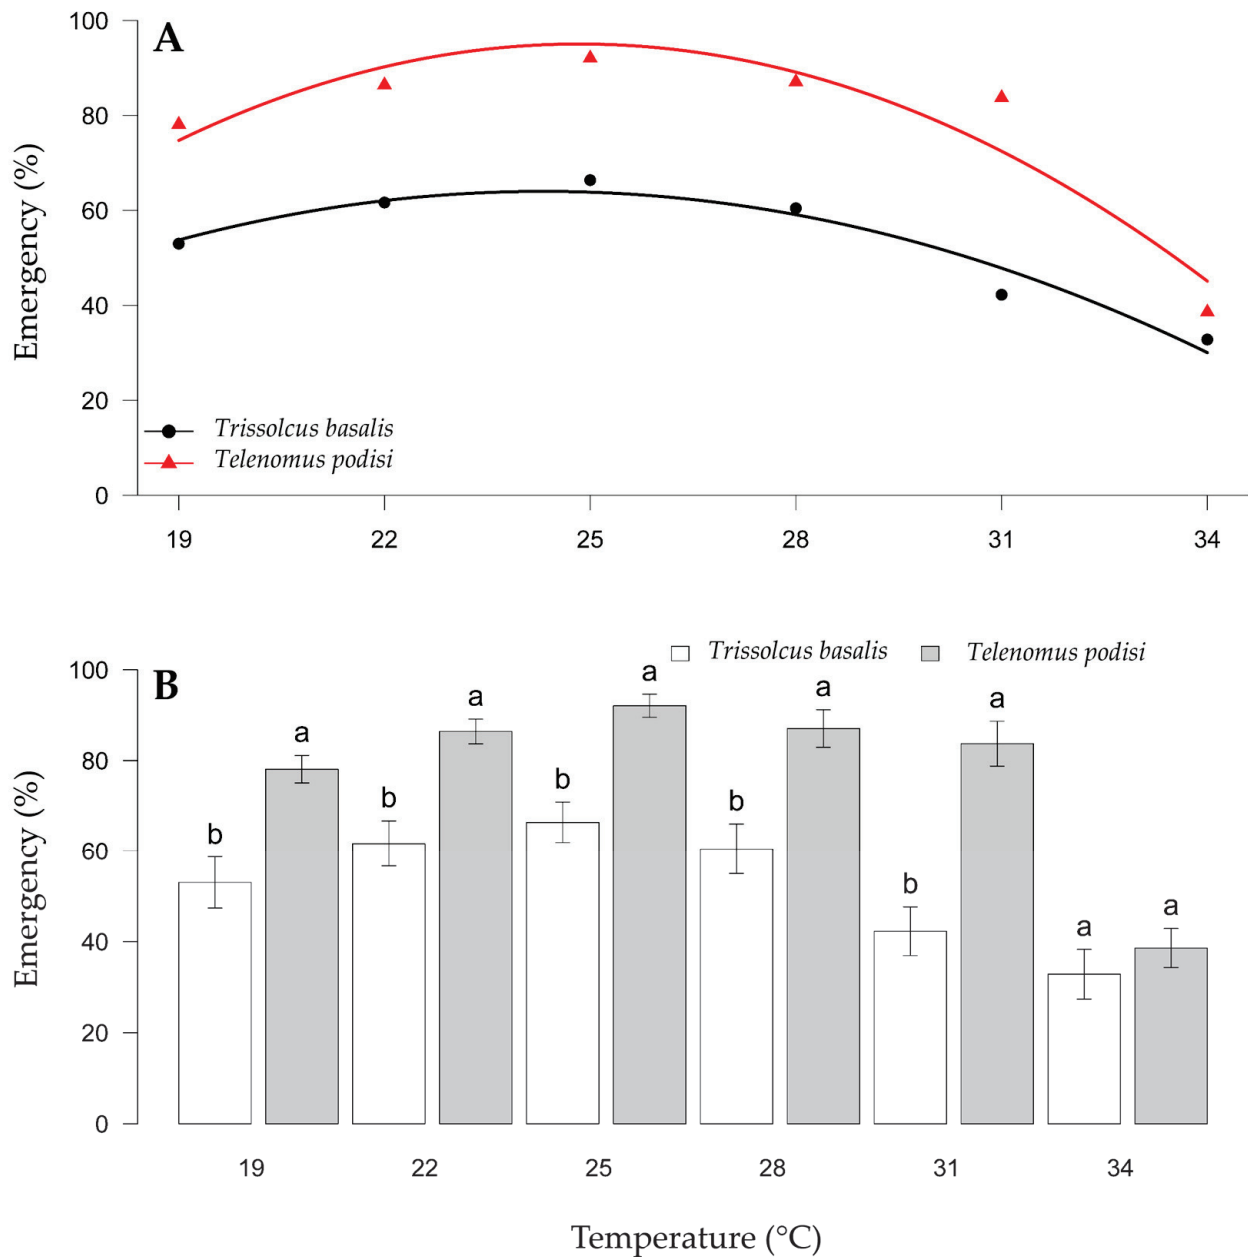 A
100
80
60
40
20
0
Emergency (%)
Trissolcus basalis
Telenomus podisi
19 22 25 28 31 34
Trissolcus basalis Telenomus podisi
B
100
80
60
40
20
0
Emergency (%)
b a b a b a b a b a a a
19 22 25 28 31 34
Temperature (°C)